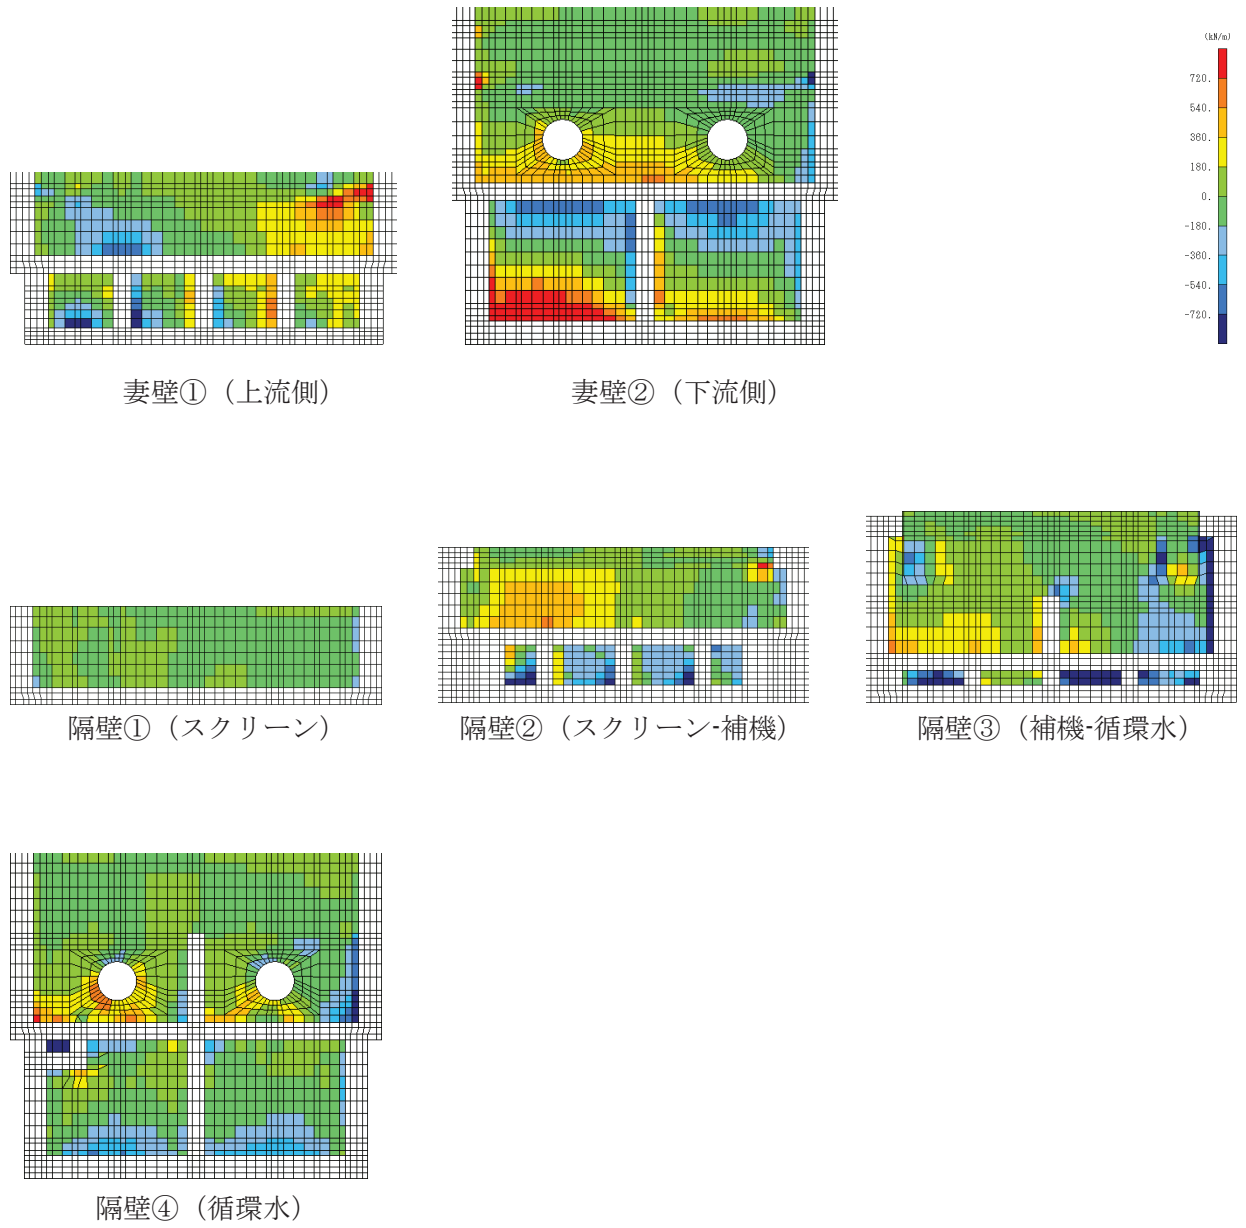 (kN/m)
720.
540.
360.
180.
0.
-180.
-360.
-540.
-720.
妻壁①（上流側）
妻壁②（下流側）
隔壁①（スクリーン）
隔壁②（スクリーン-補機）
隔壁③（補機-循環水）
隔壁④（循環水）